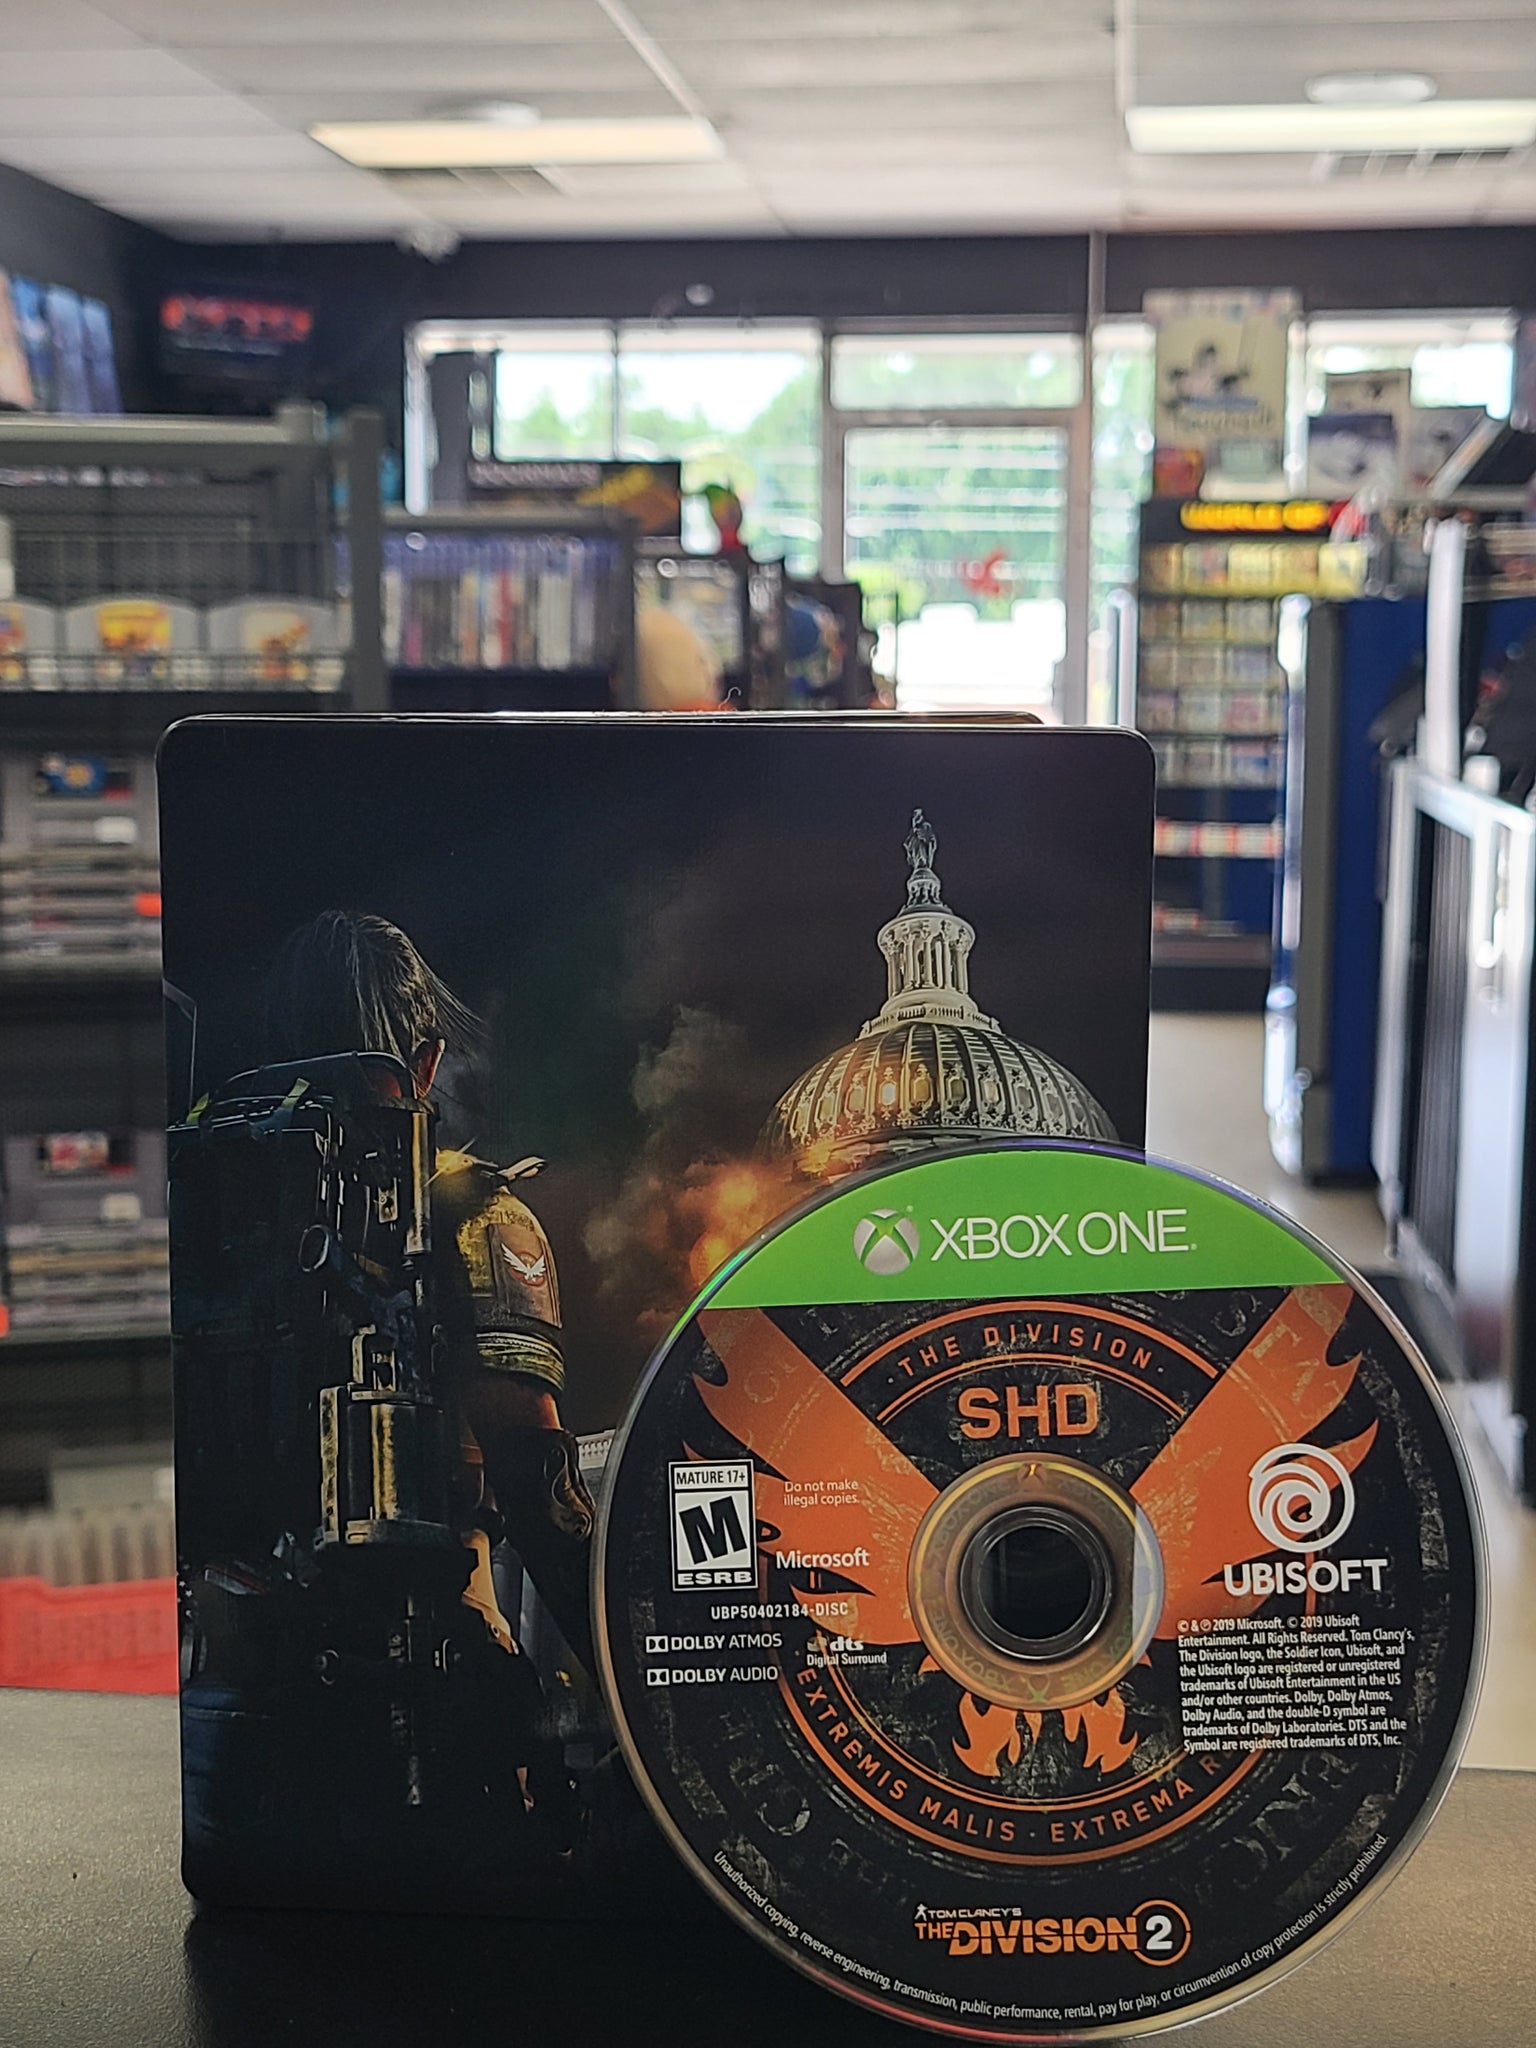 XBOX ONE
· THE DIVISION ·
SHD
MATURE 17+
M
ESRB
Do not make
illegal copies.
Microsoft
UBISOFT
UBP50402184-DISC
DOLBY ATMOS
dts
Digital Surround
DOLBY AUDIO
© & ℗ 2019 Microsoft. © 2019 Ubisoft
Entertainment. All Rights Reserved. Tom Clancy's,
The Division logo, the Soldier Icon, Ubisoft, and
the Ubisoft logo are registered or unregistered
trademarks of Ubisoft Entertainment in the US
and/or other countries. Dolby, Dolby Atmos,
Dolby Audio, and the double-D symbol are
trademarks of Dolby Laboratories. DTS and the
Symbol are registered trademarks of DTS, Inc.
EXTREMIS MALIS · EXTREMA R
TOM CLANCY'S
THE DIVISION 2
Unauthorized copying, reverse engineering, transmission, public performance, rental, pay for play, or circumvention of copy protection is strictly prohibited.